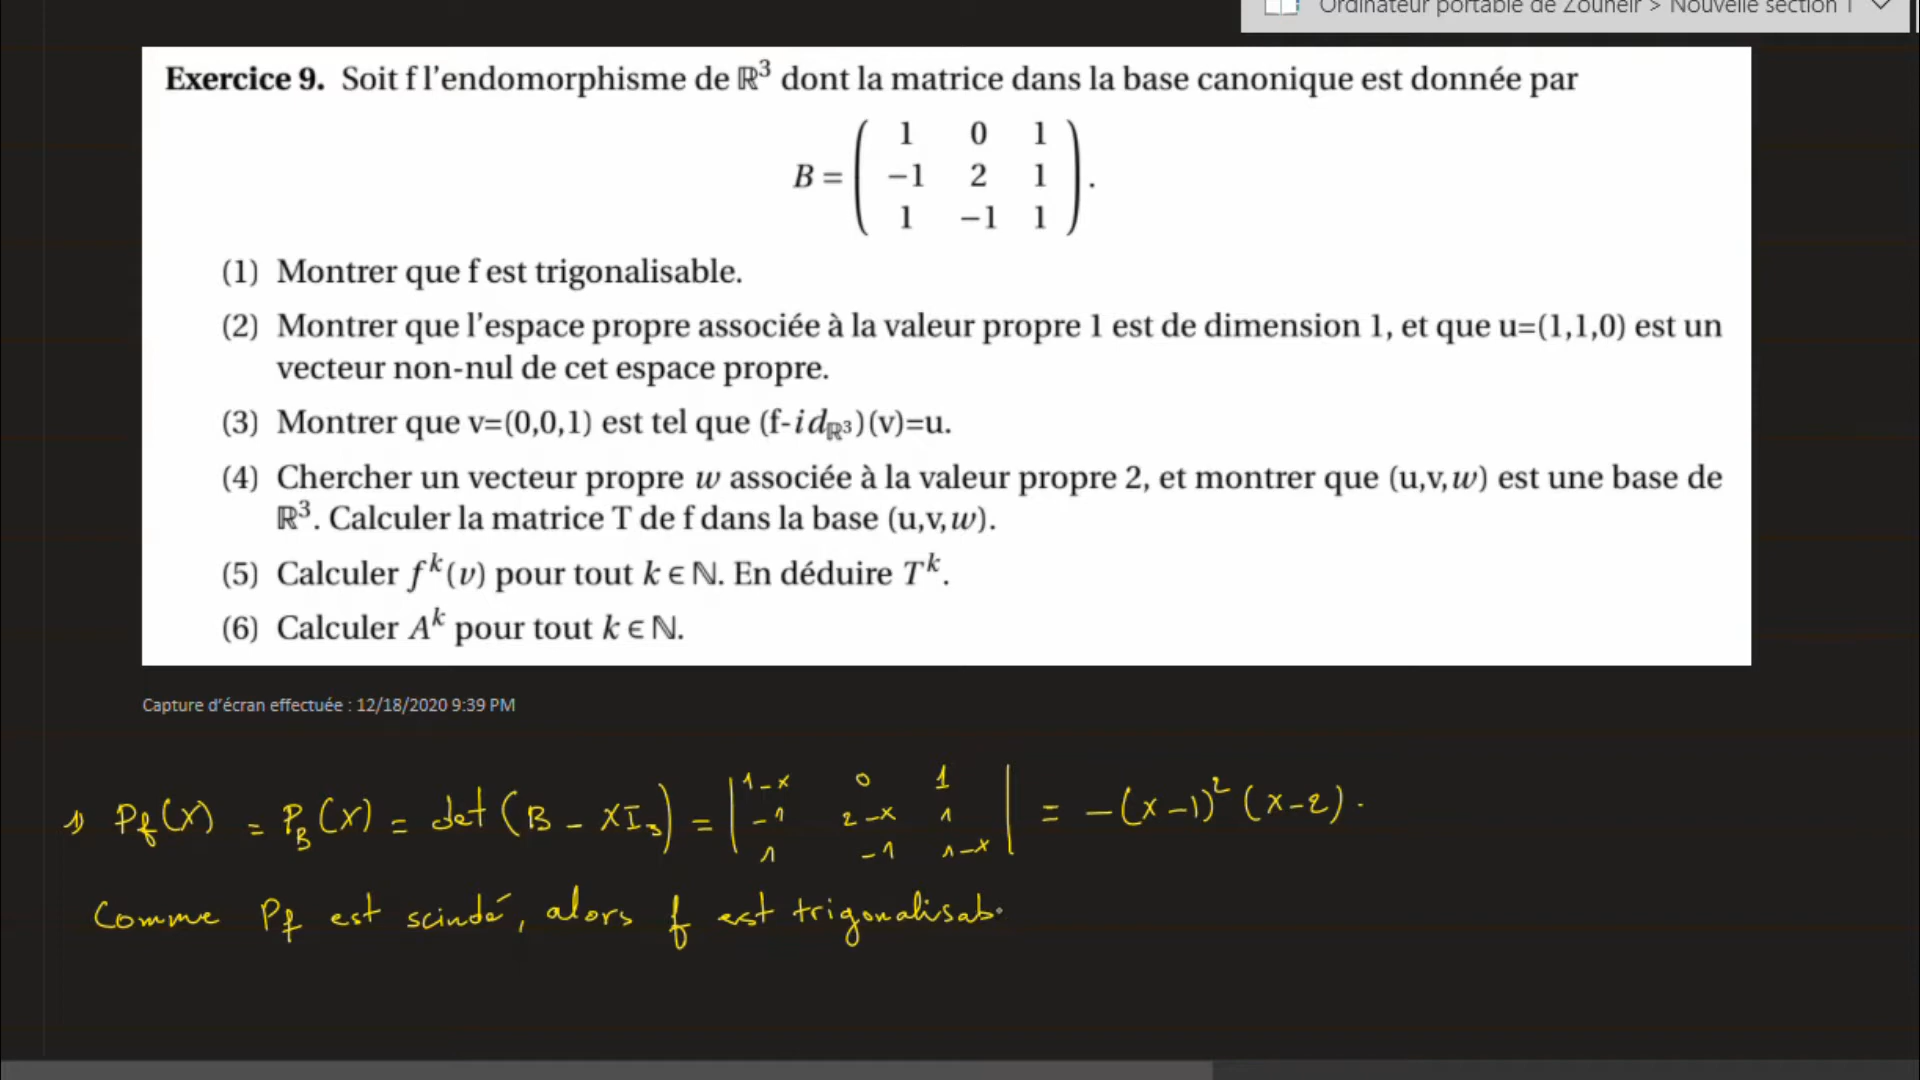 Ordinateur portable de Zouheir > Nouvelle section 1
Exercice 9. Soit f l'endomorphisme de ℝ³ dont la matrice dans la base canonique est donnée par
B = ( 1 0 1
−1 2 1
1 −1 1 ).
(1) Montrer que f est trigonalisable.
(2) Montrer que l'espace propre associée à la valeur propre 1 est de dimension 1, et que u=(1,1,0) est un
vecteur non-nul de cet espace propre.
(3) Montrer que v=(0,0,1) est tel que (f-id_ℝ³)(v)=u.
(4) Chercher un vecteur propre w associée à la valeur propre 2, et montrer que (u,v,w) est une base de
ℝ³. Calculer la matrice T de f dans la base (u,v,w).
(5) Calculer f^k(v) pour tout k ∈ ℕ. En déduire T^k.
(6) Calculer A^k pour tout k ∈ ℕ.
Capture d'écran effectuée : 12/18/2020 9:39 PM
1) P_f(X) = P_B(X) = det(B − XI_3) = | 1−x 0 1
−1 2−x 1
1 −1 1−x | = −(x−1)²(x−2).
Comme P_f est scindé, alors f est trigonalisab